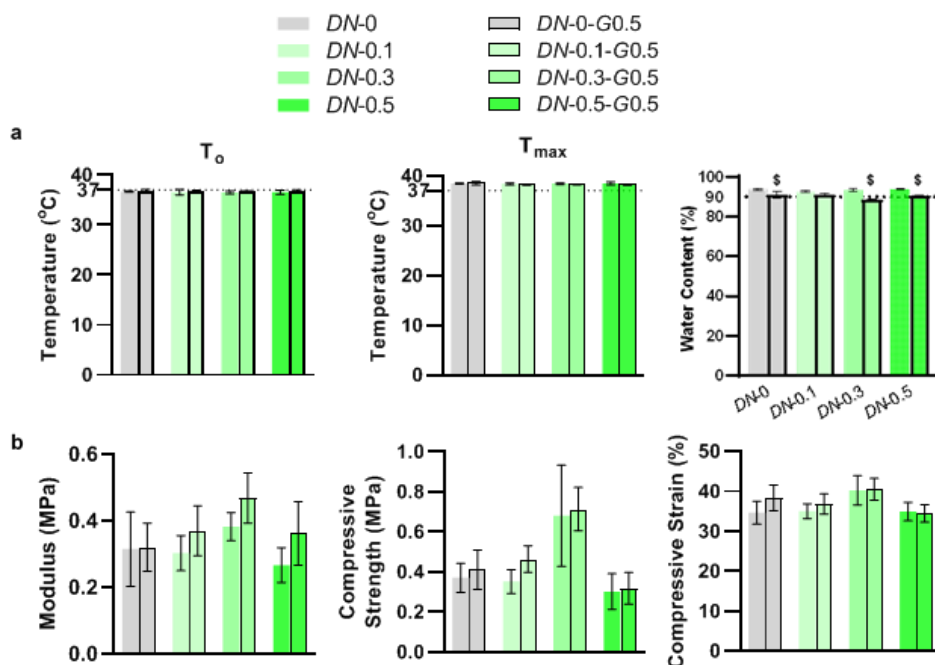 DN-0
DN-0.1
DN-0.3
DN-0.5
DN-0-G0.5
DN-0.1-G0.5
DN-0.3-G0.5
DN-0.5-G0.5
a
To
Temperature (°C)
40
37
30
20
10
0
Tmax
Temperature (°C)
40
37
30
20
10
0
Water Content (%)
100
90
80
60
40
20
0
$ $ $
DN-0 DN-0.1 DN-0.3 DN-0.5
b
Modulus (MPa)
0.6
0.4
0.2
0.0
Compressive
Strength (MPa)
1.0
0.8
0.6
0.4
0.2
0.0
Compressive Strain (%)
50
40
30
20
10
0